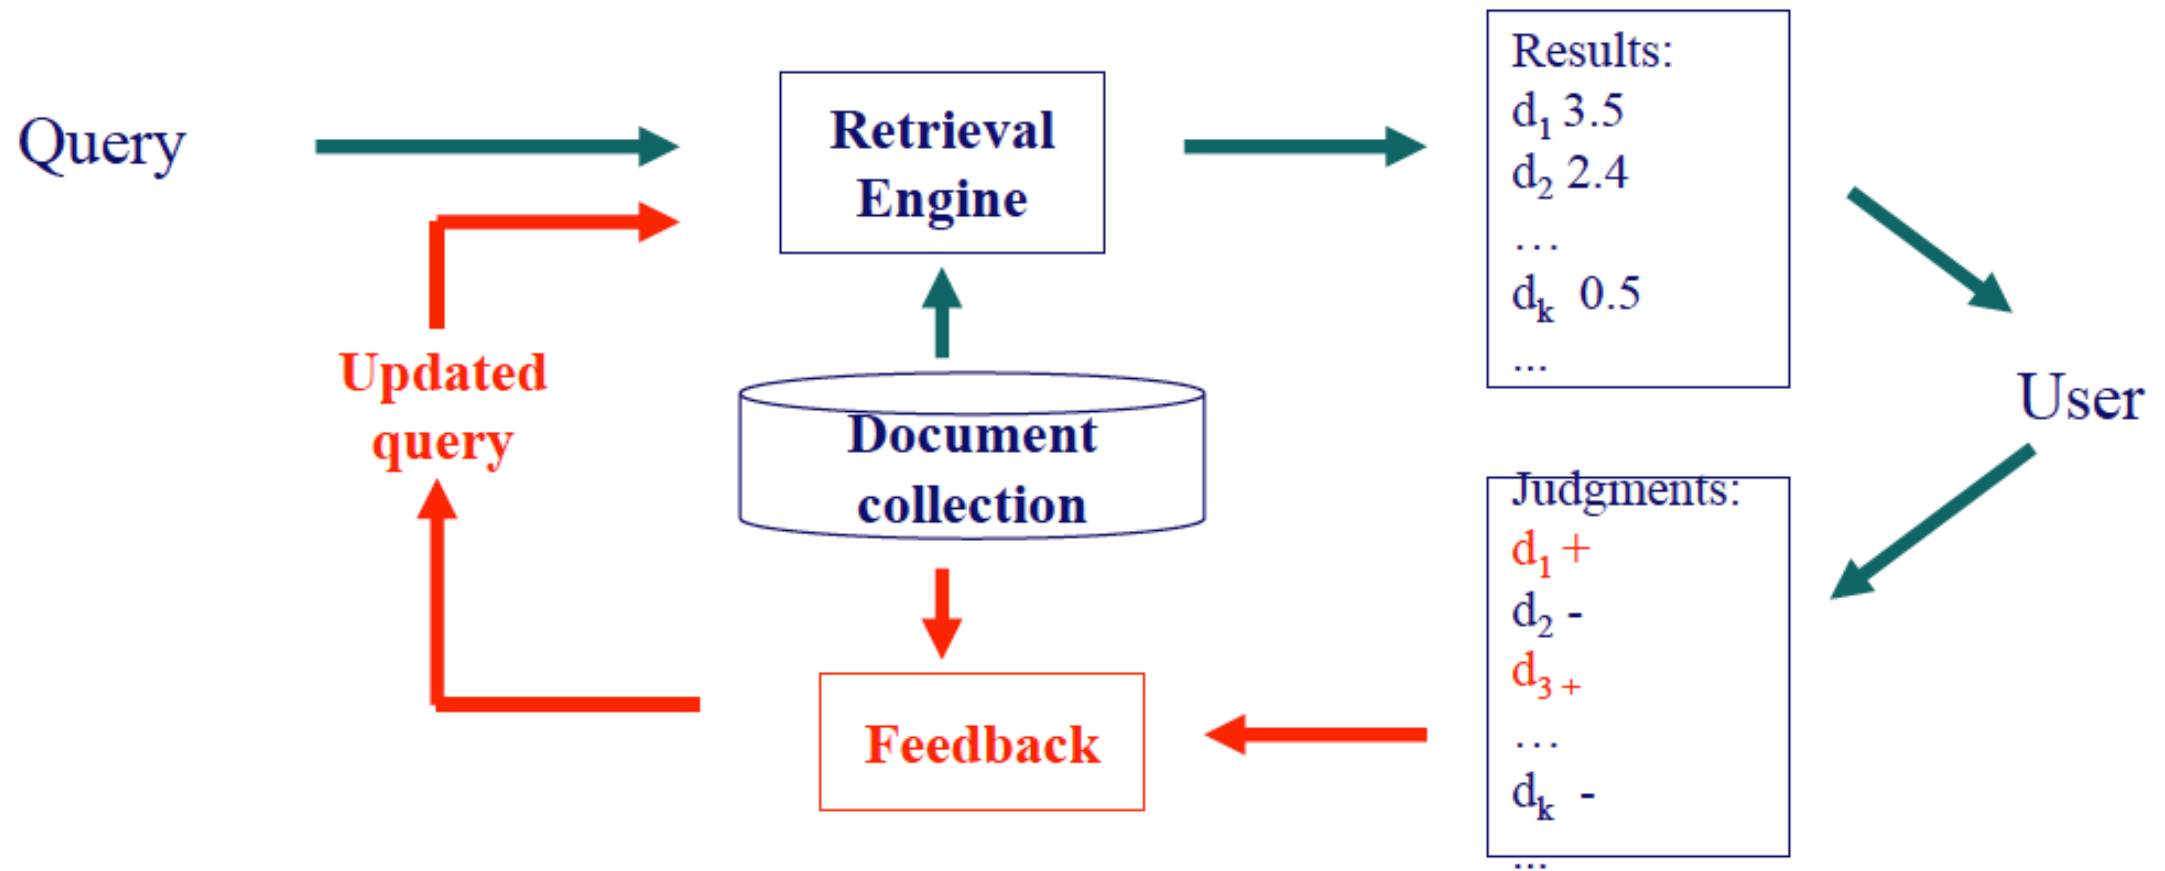 Query
Retrieval
Engine
Results:
d1 3.5
d2 2.4
…
dk 0.5
...
User
Updated
query
Document
collection
Judgments:
d1 +
d2 -
d3 +
…
dk -
...
Feedback